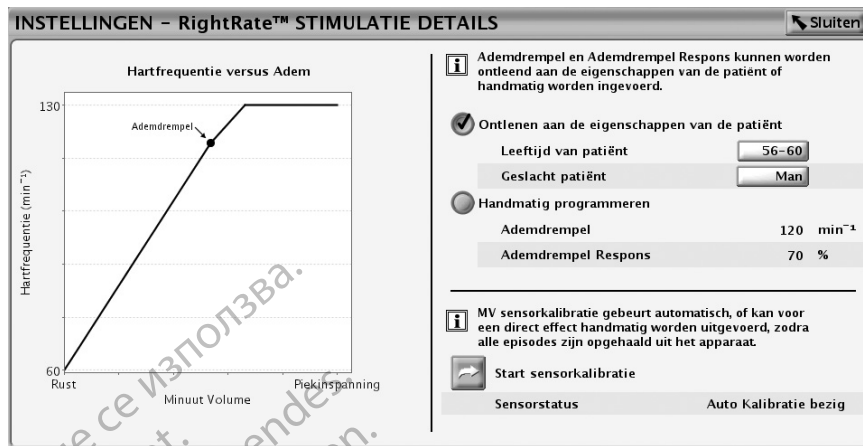 INSTELLINGEN – RightRate™ STIMULATIE DETAILS
Sluiten
Hartfrequentie versus Adem
130
Ademdrempel
Hartfrequentie (min⁻¹)
60
Rust
Piekinspanning
Minuut Volume
Ademdrempel en Ademdrempel Respons kunnen worden
ontleend aan de eigenschappen van de patiënt of
handmatig worden ingevoerd.
Ontlenen aan de eigenschappen van de patiënt
Leeftijd van patiënt 56-60
Geslacht patiënt Man
Handmatig programmeren
Ademdrempel 120 min⁻¹
Ademdrempel Respons 70 %
MV sensorkalibratie gebeurt automatisch, of kan voor
een direct effect handmatig worden uitgevoerd, zodra
alle episodes zijn opgehaald uit het apparaat.
Start sensorkalibratie
Sensorstatus Auto Kalibratie bezig
се използва.